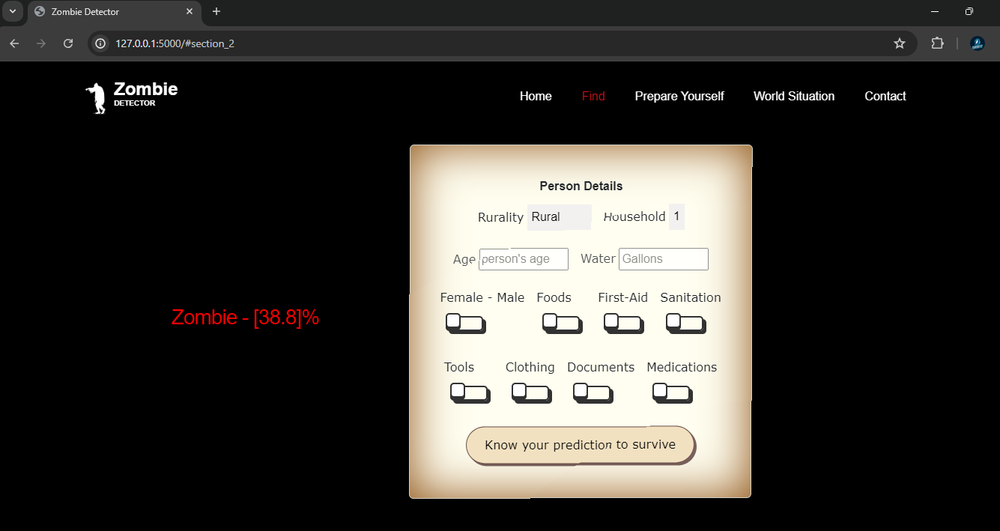 Zombie Detector
127.0.0.1:5000/#section_2
Zombie
DETECTOR
Home Find Prepare Yourself World Situation Contact
Person Details
Rurality Rural Household 1
Age person's age Water Gallons
Female - Male Foods First-Aid Sanitation
Zombie - [38.8]%
Tools Clothing Documents Medications
Know your prediction to survive